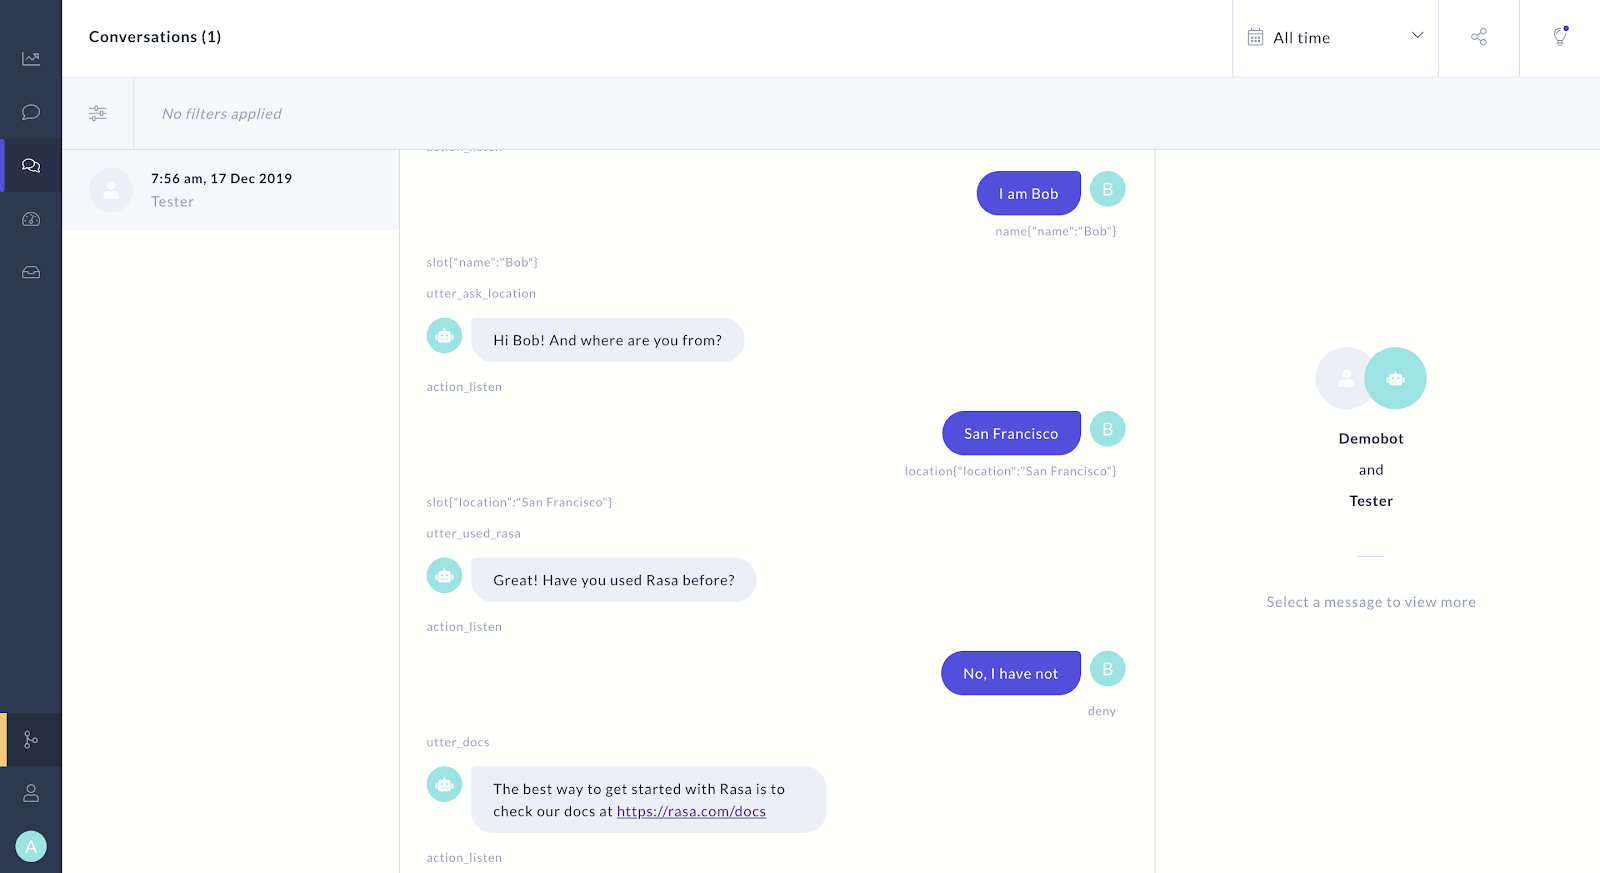 Conversations (1)
All time
No filters applied
7:56 am, 17 Dec 2019
Tester
action_listen
I am Bob
B
name{"name":"Bob"}
slot{"name":"Bob"}
utter_ask_location
Hi Bob! And where are you from?
action_listen
San Francisco
B
location{"location":"San Francisco"}
slot{"location":"San Francisco"}
utter_used_rasa
Great! Have you used Rasa before?
action_listen
No, I have not
B
deny
utter_docs
The best way to get started with Rasa is to
check our docs at https://rasa.com/docs
action_listen
Demobot
and
Tester
Select a message to view more
A